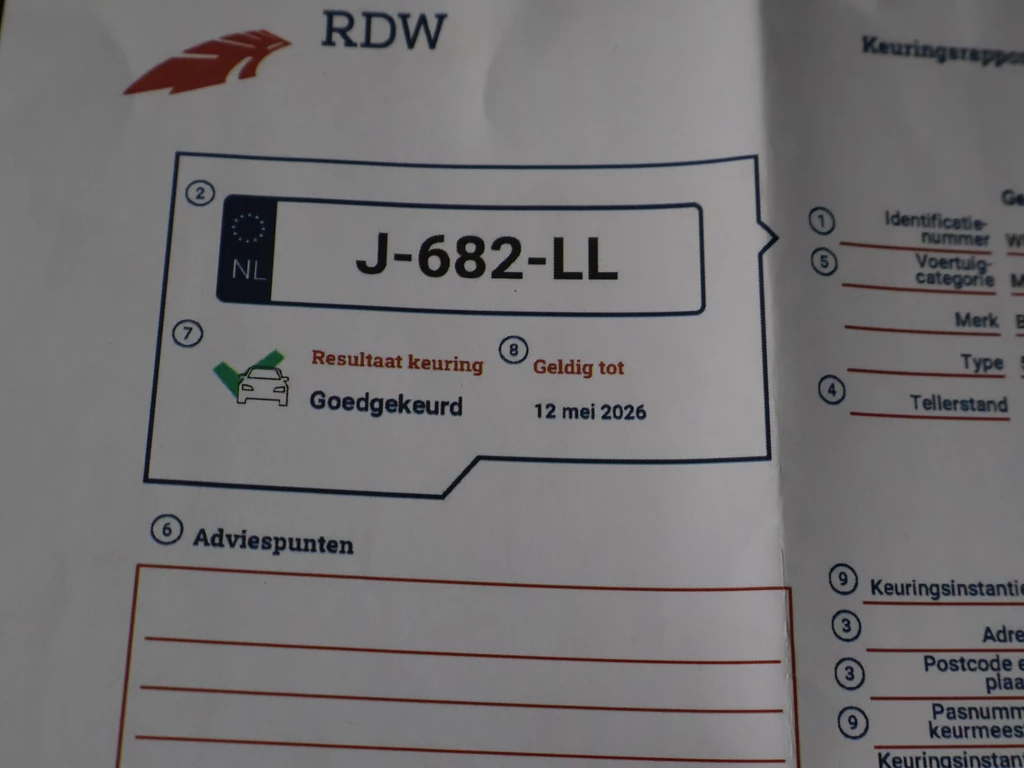 RDW
2
NL
J-682-LL
7
Resultaat keuring
8
Geldig tot
Goedgekeurd
12 mei 2026
6 Adviespunten
Keuringsrappo
1 Identificatie-
nummer
5 Voertuig-
categorie
Merk
Type
4 Tellerstand
9 Keuringsinstantie
3 Adre
3 Postcode e
plaa
9 Pasnumm
keurmees
Keuringsinstan